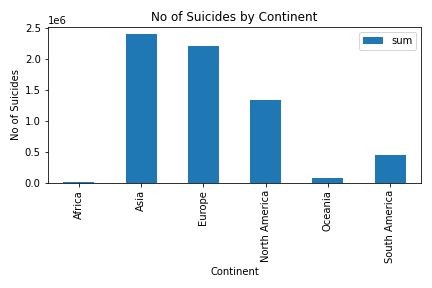 No of Suicides by Continent
1e6
sum
2.5
2.0
1.5
1.0
0.5
0.0
No of Suicides
Africa
Asia
Europe
North America
Oceania
South America
Continent